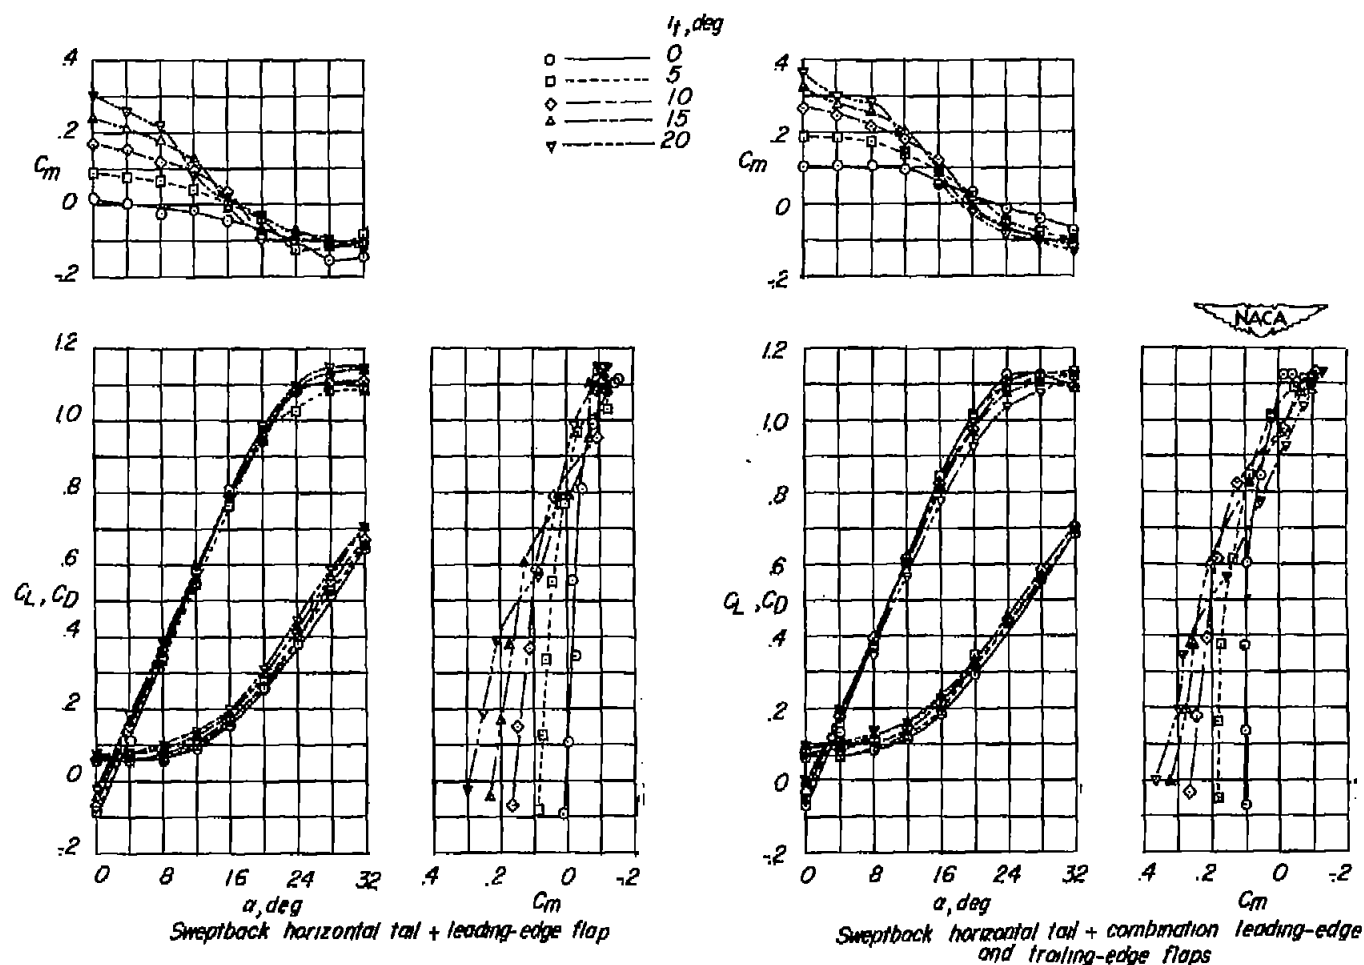 i_t, deg
0
5
10
15
20
.4
.2
C_m
0
-.2
.4
.2
C_m
0
-.2
NACA
1.2
1.0
.8
.6
C_L, C_D
.4
.2
0
-.2
0 8 16 24 32
α, deg
.4 .2 0 -.2
C_m
Sweptback horizontal tail + leading-edge flap
1.2
1.0
.8
.6
C_L, C_D
.4
.2
0
-.2
0 8 16 24 32
α, deg
.4 .2 0 -.2
C_m
Sweptback horizontal tail + combination leading-edge
and trailing-edge flaps